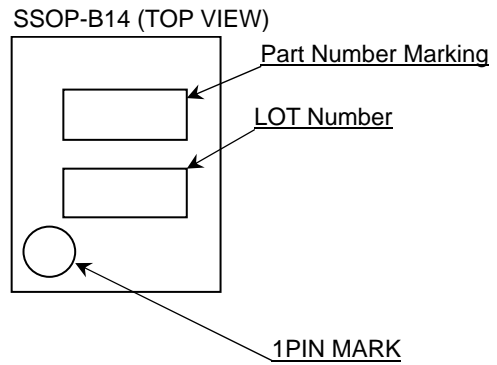 SSOP-B14 (TOP VIEW)
Part Number Marking
LOT Number
1PIN MARK